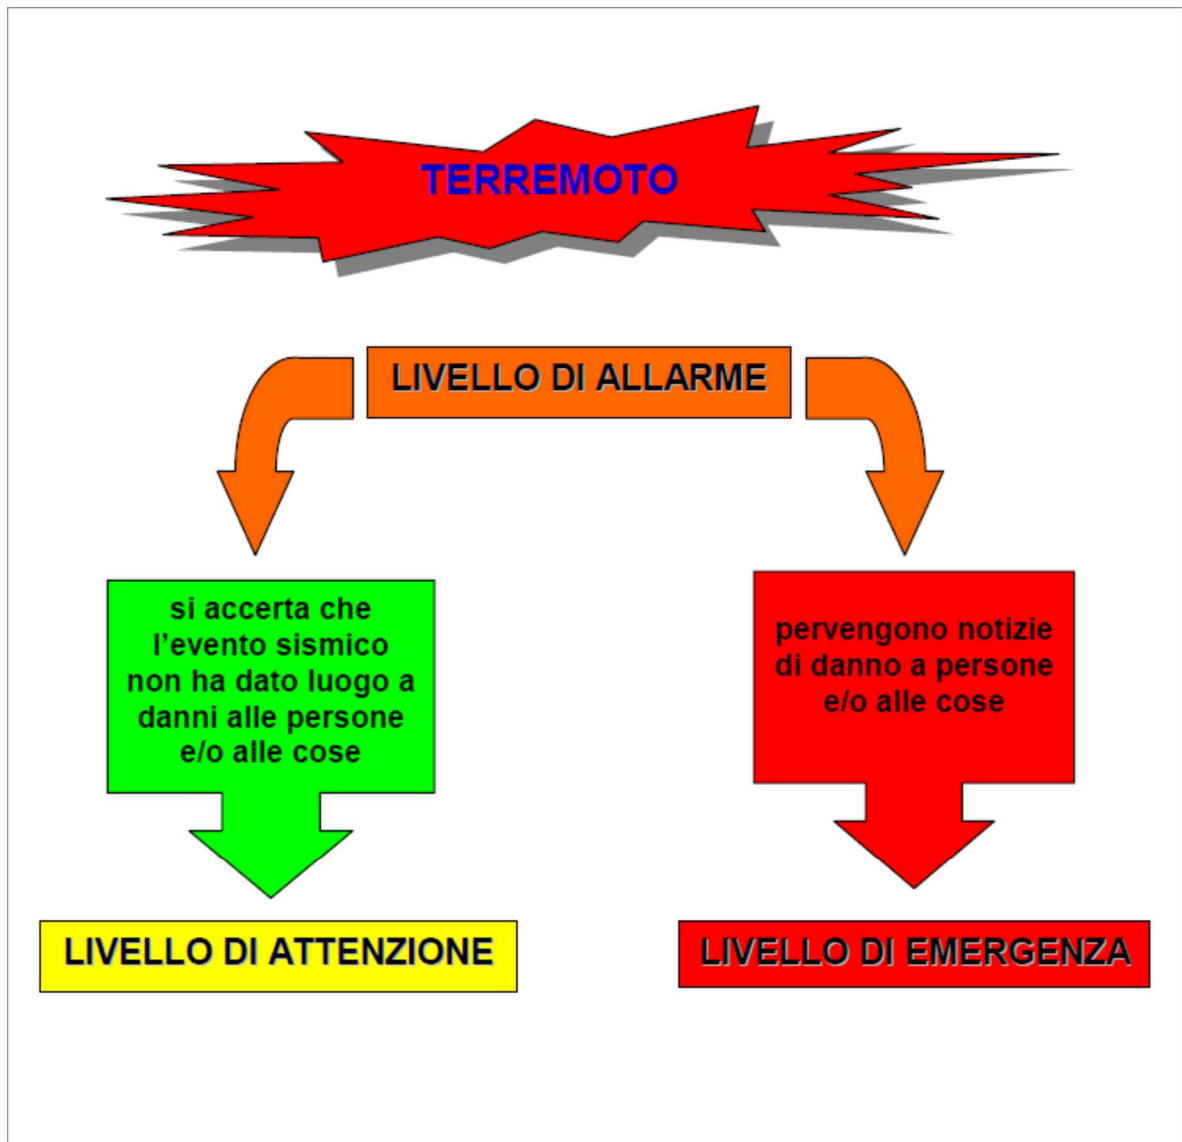 TERREMOTO
LIVELLO DI ALLARME
si accerta che
l'evento sismico
non ha dato luogo a
danni alle persone
e/o alle cose
pervengono notizie
di danno a persone
e/o alle cose
LIVELLO DI ATTENZIONE
LIVELLO DI EMERGENZA